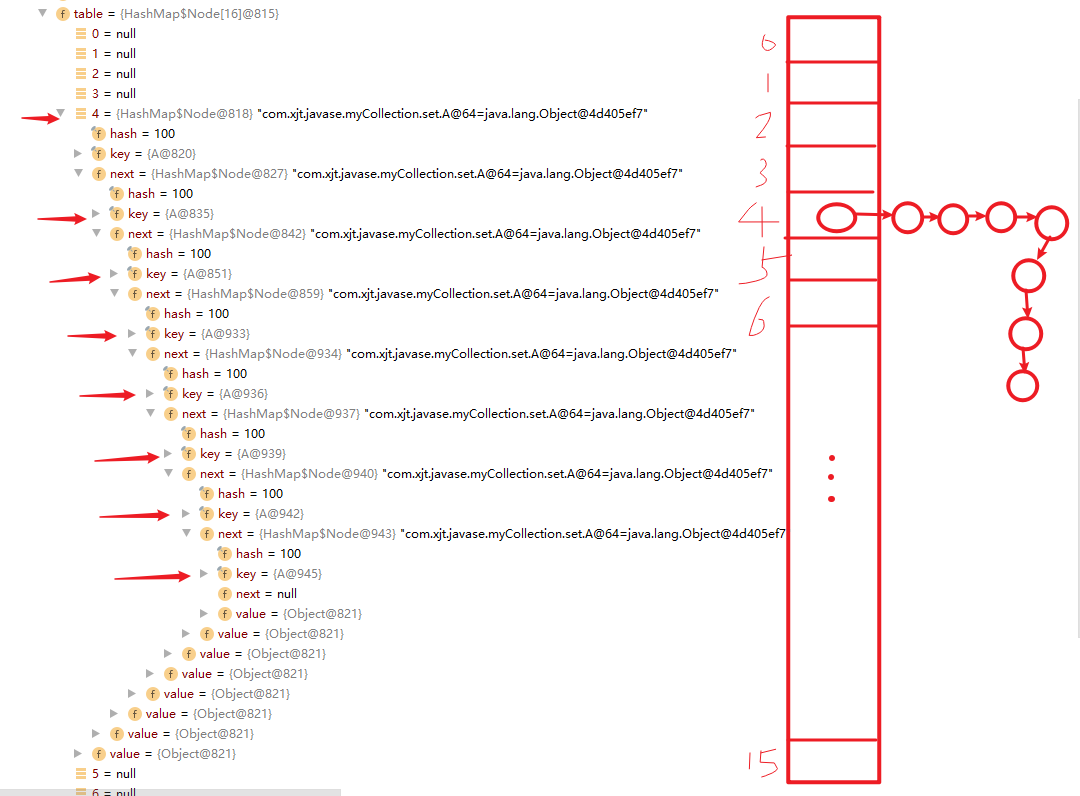 table = {HashMap$Node[16]@815}
0 = null
1 = null
2 = null
3 = null
4 = {HashMap$Node@818} "com.xjt.javase.myCollection.set.A@64=java.lang.Object@4d405ef7"
f hash = 100
f key = {A@820}
f next = {HashMap$Node@827} "com.xjt.javase.myCollection.set.A@64=java.lang.Object@4d405ef7"
f hash = 100
f key = {A@835}
f next = {HashMap$Node@842} "com.xjt.javase.myCollection.set.A@64=java.lang.Object@4d405ef7"
f hash = 100
f key = {A@851}
f next = {HashMap$Node@859} "com.xjt.javase.myCollection.set.A@64=java.lang.Object@4d405ef7"
f hash = 100
f key = {A@933}
f next = {HashMap$Node@934} "com.xjt.javase.myCollection.set.A@64=java.lang.Object@4d405ef7"
f hash = 100
f key = {A@936}
f next = {HashMap$Node@937} "com.xjt.javase.myCollection.set.A@64=java.lang.Object@4d405ef7"
f hash = 100
f key = {A@939}
f next = {HashMap$Node@940} "com.xjt.javase.myCollection.set.A@64=java.lang.Object@4d405ef7"
f hash = 100
f key = {A@942}
f next = {HashMap$Node@943} "com.xjt.javase.myCollection.set.A@64=java.lang.Object@4d405ef7
f hash = 100
f key = {A@945}
f next = null
f value = {Object@821}
f value = {Object@821}
f value = {Object@821}
f value = {Object@821}
f value = {Object@821}
f value = {Object@821}
f value = {Object@821}
f value = {Object@821}
5 = null
6 = null
0
1
2
3
4
5
6
15